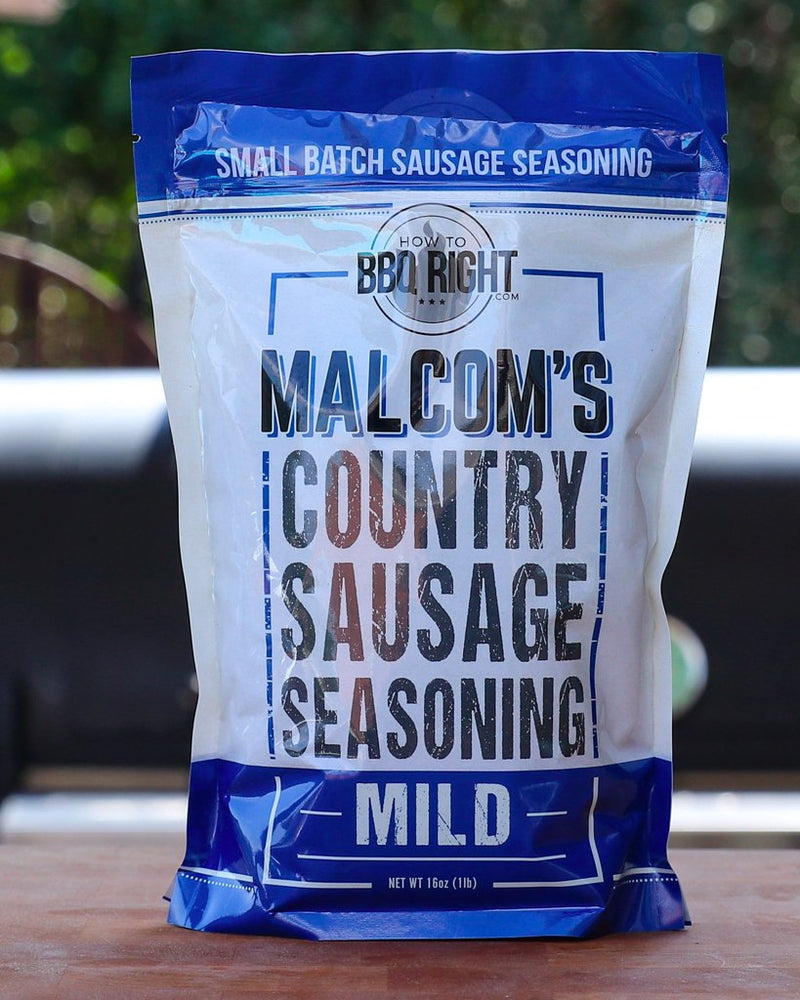 SMALL BATCH SAUSAGE SEASONING
HOW TO
BBQ RIGHT
.COM
MALCOM'S
COUNTRY
SAUSAGE
SEASONING
MILD
NET WT 16oz (1lb)